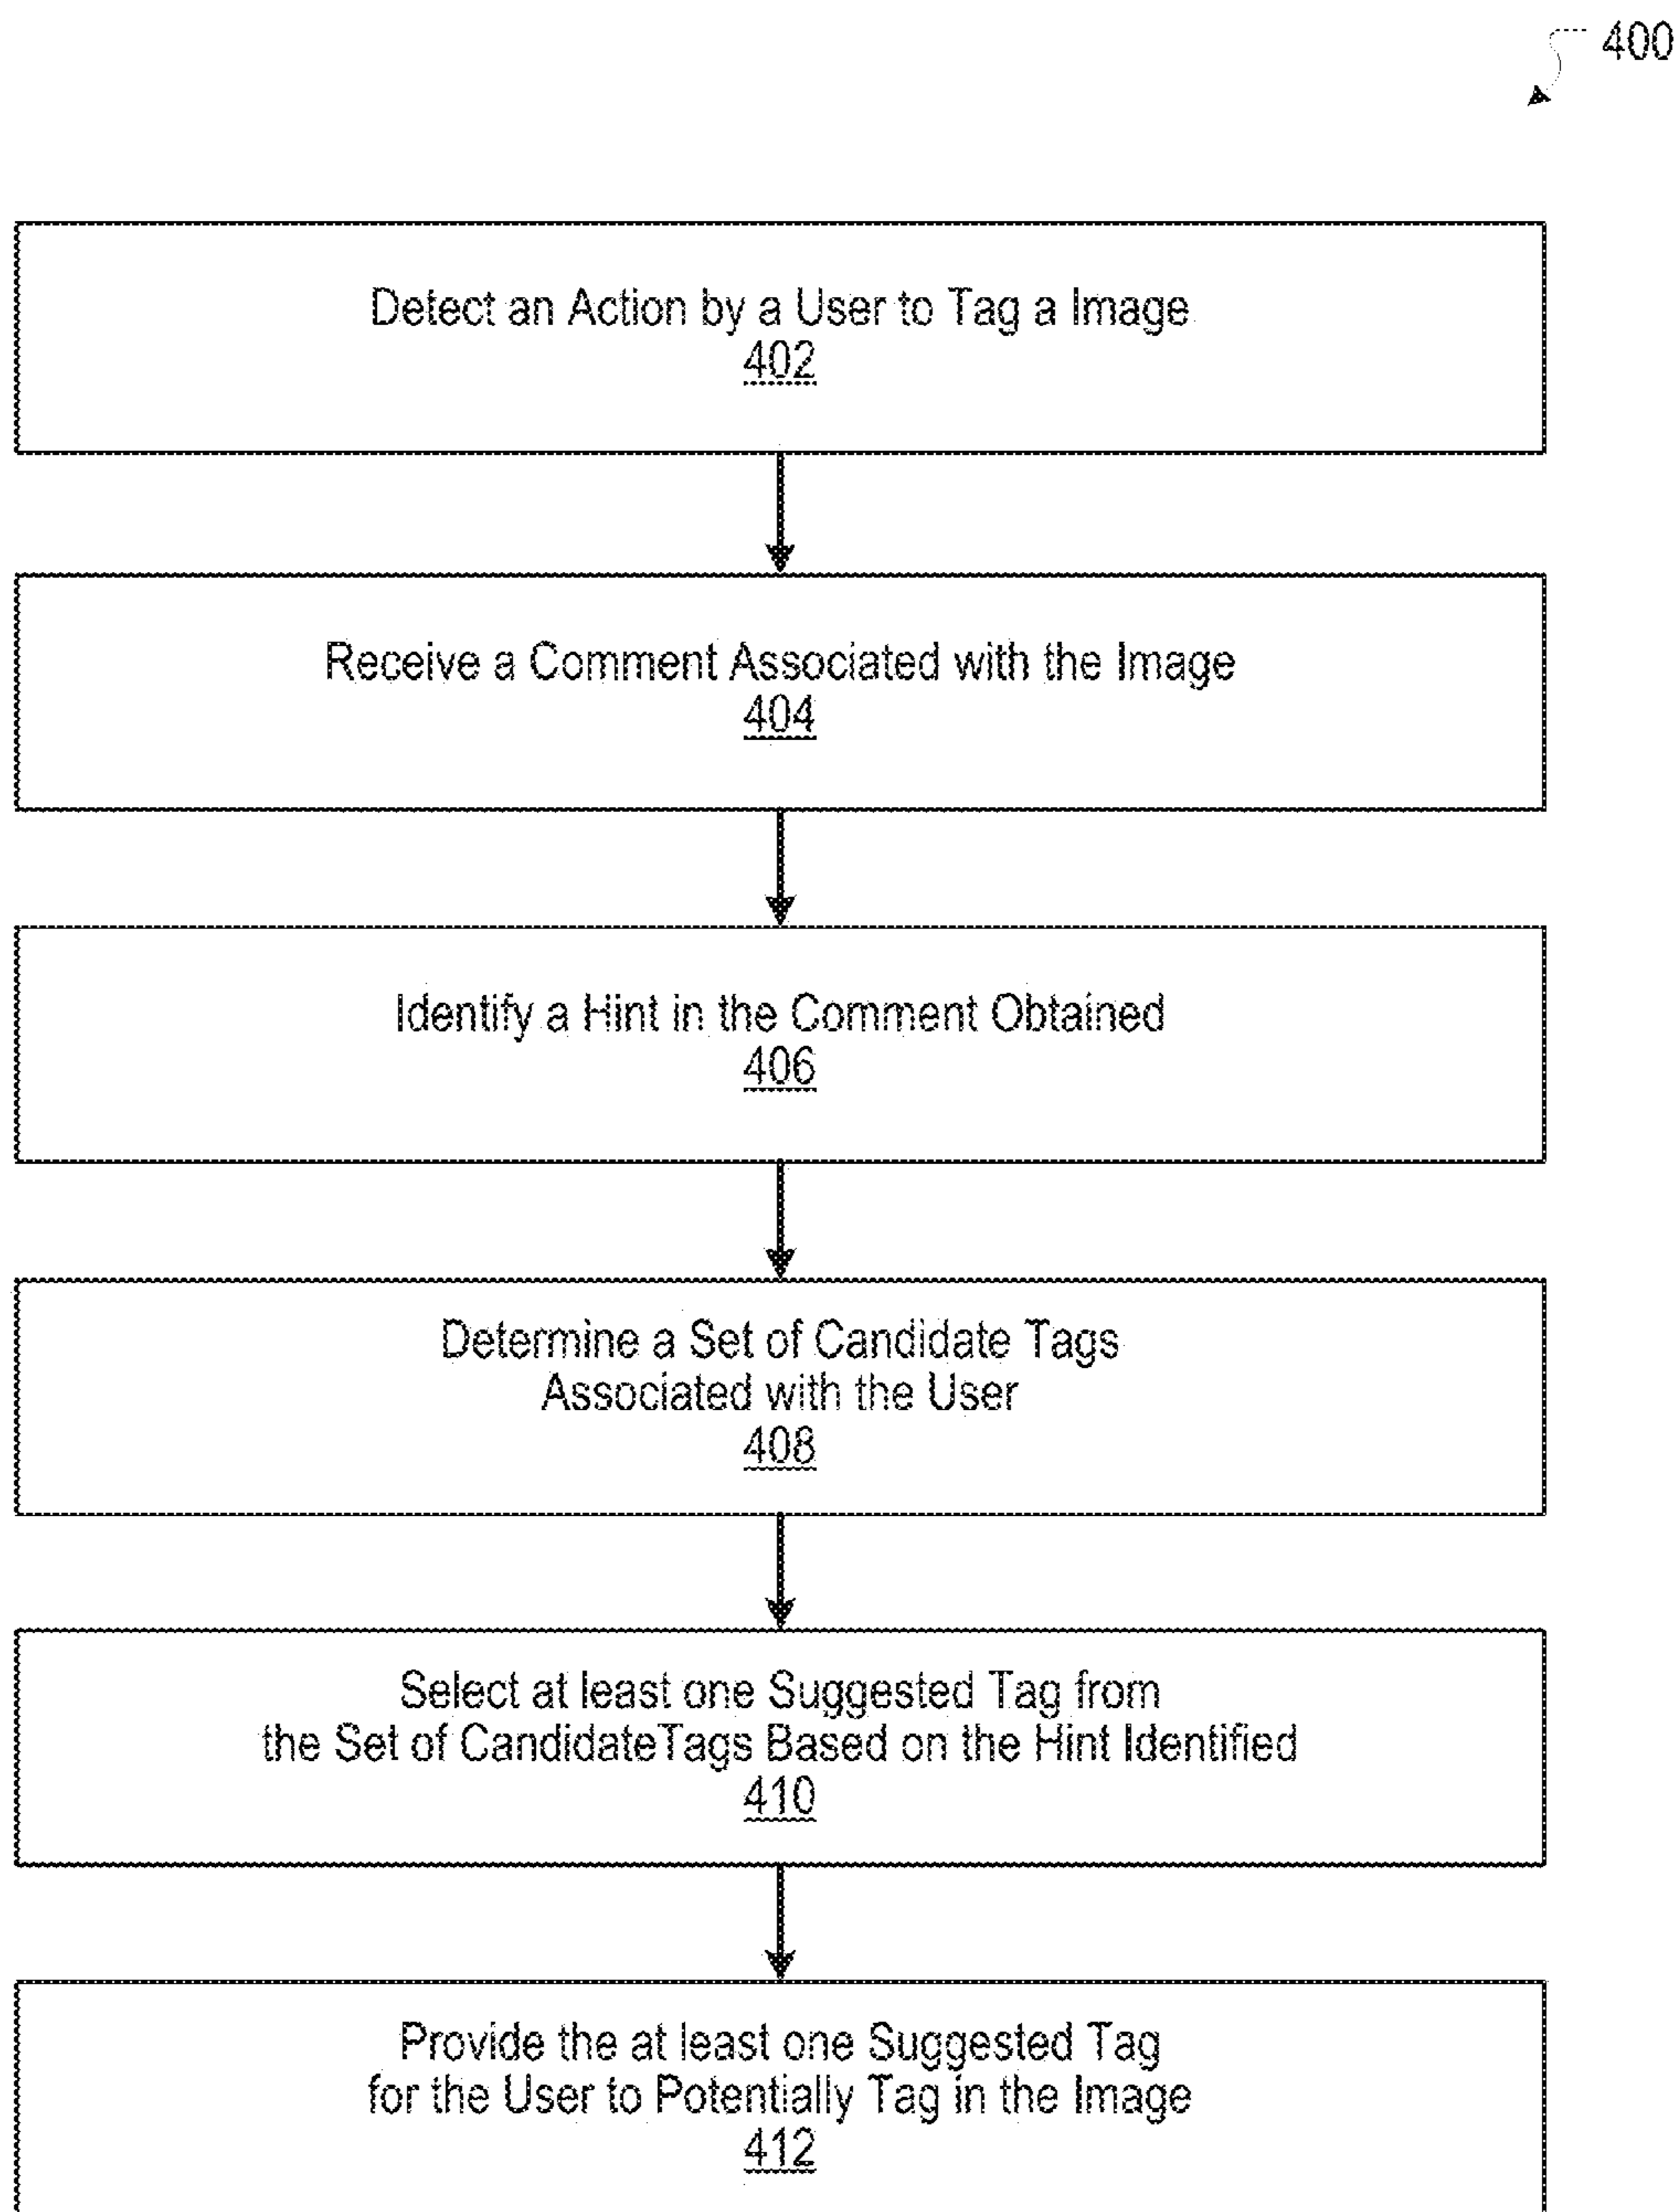 400
Detect an Action by a User to Tag a Image
402
Receive a Comment Associated with the Image
404
Identify a Hint in the Comment Obtained
406
Determine a Set of Candidate Tags
Associated with the User
408
Select at least one Suggested Tag from
the Set of CandidateTags Based on the Hint Identified
410
Provide the at least one Suggested Tag
for the User to Potentially Tag in the Image
412